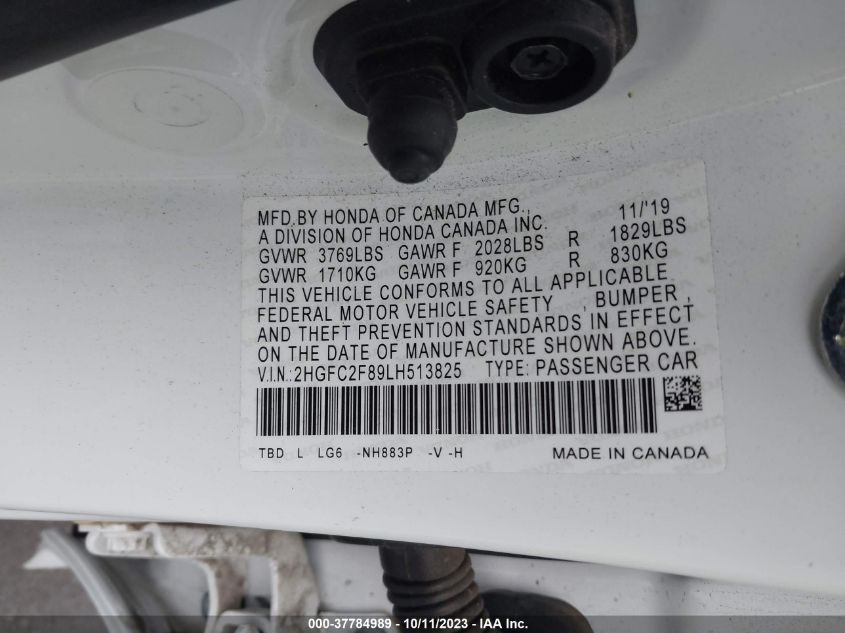 MFD.BY HONDA OF CANADA MFG., 11/'19
A DIVISION OF HONDA CANADA INC.
GVWR 3769LBS GAWR F 2028LBS R 1829LBS
GVWR 1710KG GAWR F 920KG R 830KG
THIS VEHICLE CONFORMS TO ALL APPLICABLE
FEDERAL MOTOR VEHICLE SAFETY , BUMPER ,
AND THEFT PREVENTION STANDARDS IN EFFECT
ON THE DATE OF MANUFACTURE SHOWN ABOVE.
V.I.N.:2HGFC2F89LH513825 TYPE: PASSENGER CAR
TBD L LG6 -NH883P -V -H MADE IN CANADA
000-37784989 - 10/11/2023 - IAA Inc.